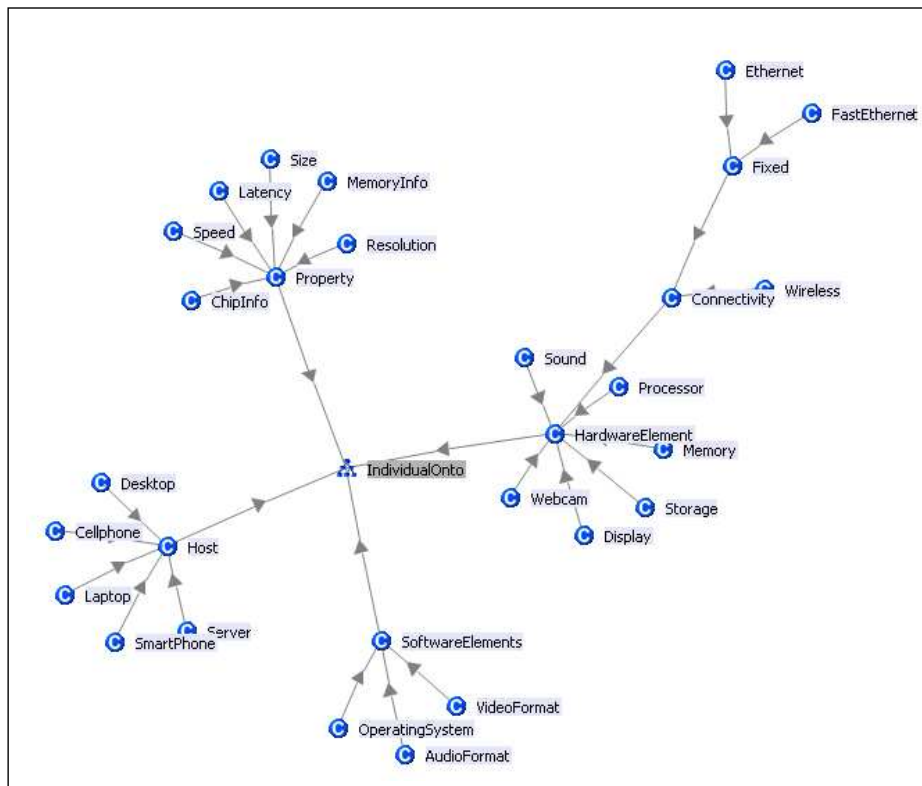 Ethernet
FastEthernet
Size
Fixed
Latency
MemoryInfo
Speed
Resolution
Property
ChipInfo
Wireless
Connectivity
Sound
Processor
HardwareElement
Memory
IndividualOnto
Desktop
Webcam
Storage
Cellphone
Display
Host
Laptop
Server
SmartPhone
SoftwareElements
VideoFormat
OperatingSystem
AudioFormat